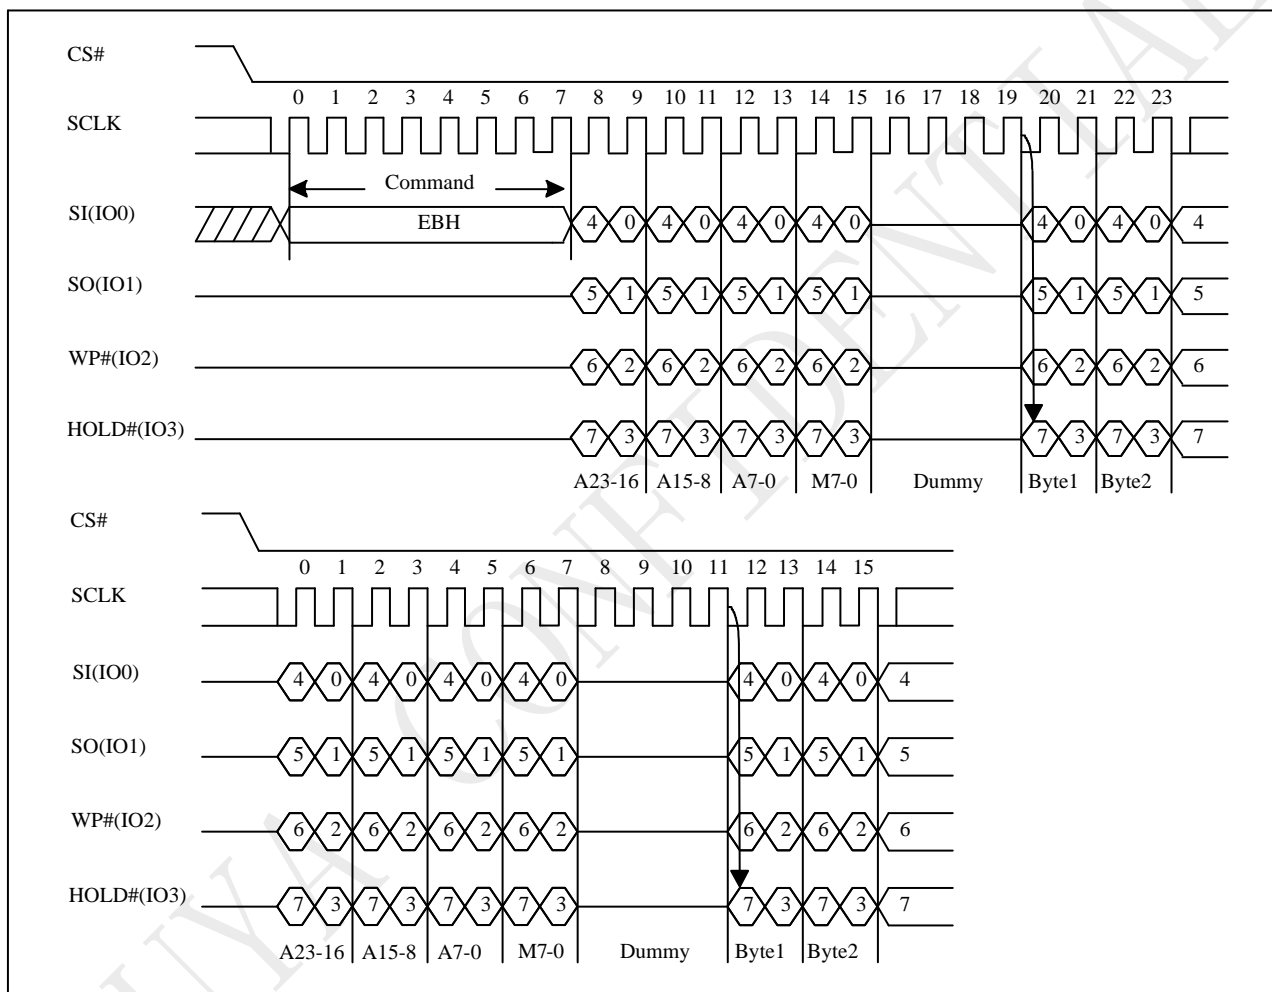 CS#
0 1 2 3 4 5 6 7 8 9 10 11 12 13 14 15 16 17 18 19 20 21 22 23
SCLK
Command
SI(IO0) EBH 4 0 4 0 4 0 4 0 4 0 4 0 4
SO(IO1) 5 1 5 1 5 1 5 1 5 1 5 1 5
WP#(IO2) 6 2 6 2 6 2 6 2 6 2 6 2 6
HOLD#(IO3) 7 3 7 3 7 3 7 3 7 3 7 3 7
A23-16 A15-8 A7-0 M7-0 Dummy Byte1 Byte2
CS#
0 1 2 3 4 5 6 7 8 9 10 11 12 13 14 15
SCLK
SI(IO0) 4 0 4 0 4 0 4 0 4 0 4 0 4
SO(IO1) 5 1 5 1 5 1 5 1 5 1 5 1 5
WP#(IO2) 6 2 6 2 6 2 6 2 6 2 6 2 6
HOLD#(IO3) 7 3 7 3 7 3 7 3 7 3 7 3 7
A23-16 A15-8 A7-0 M7-0 Dummy Byte1 Byte2